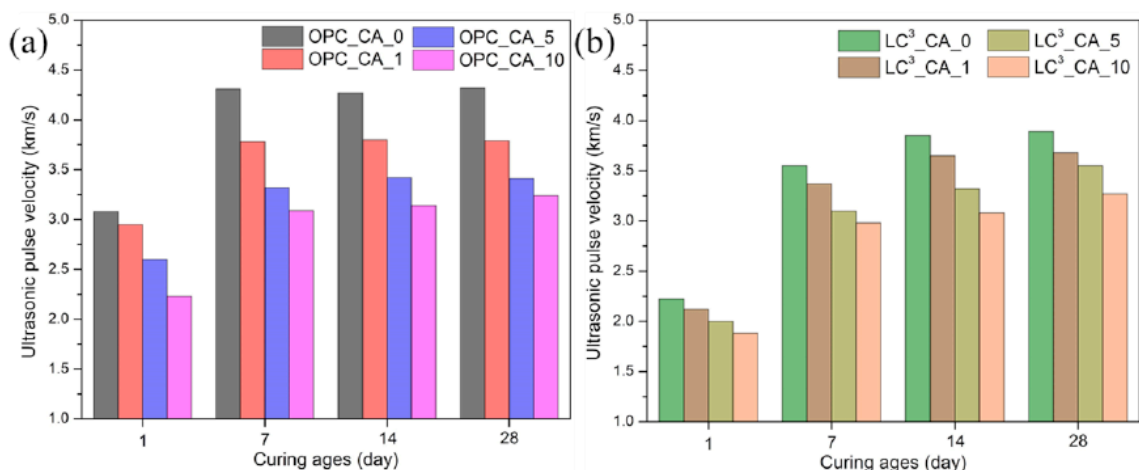 (a)
OPC_CA_0 OPC_CA_5
OPC_CA_1 OPC_CA_10
Ultrasonic pulse velocity (km/s)
5.0
4.5
4.0
3.5
3.0
2.5
2.0
1.5
1.0
1 7 14 28
Curing ages (day)
(b)
LC³_CA_0 LC³_CA_5
LC³_CA_1 LC³_CA_10
Ultrasonic pulse velocity (km/s)
5.0
4.5
4.0
3.5
3.0
2.5
2.0
1.5
1.0
1 7 14 28
Curing ages (day)